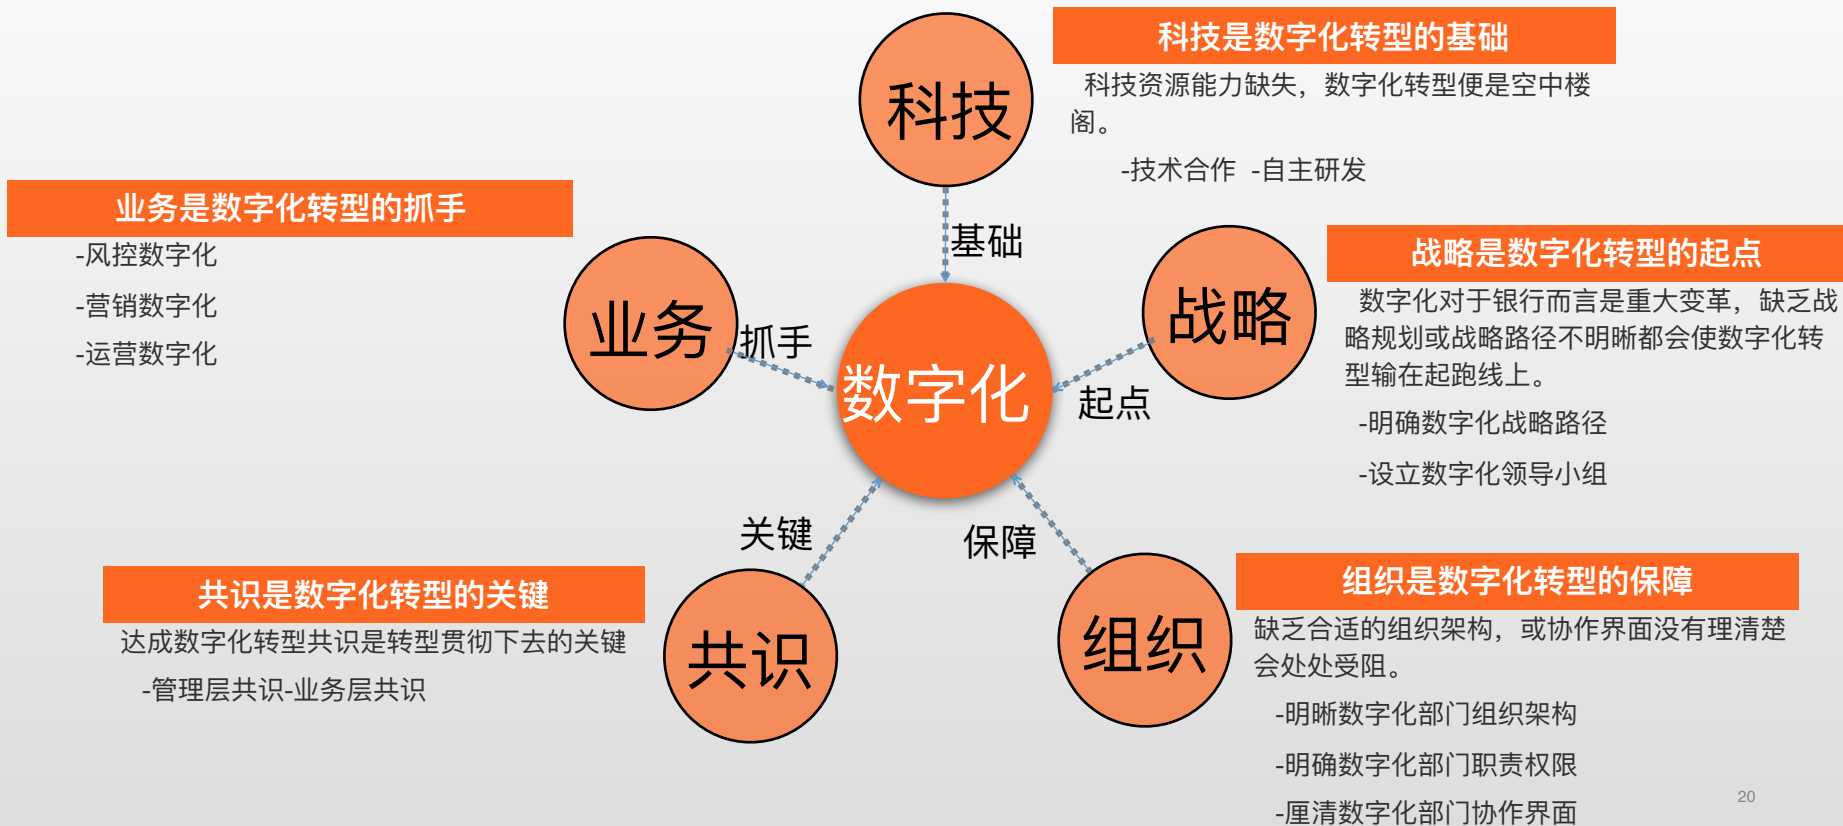 科技是数字化转型的基础
科技资源能力缺失，数字化转型便是空中楼
阁。
-技术合作 -自主研发
科技
基础
业务是数字化转型的抓手
-风控数字化
-营销数字化
-运营数字化
业务
抓手
数字化
战略
起点
战略是数字化转型的起点
数字化对于银行而言是重大变革，缺乏战
略规划或战略路径不明晰都会使数字化转
型输在起跑线上。
-明确数字化战略路径
-设立数字化领导小组
关键
保障
共识是数字化转型的关键
达成数字化转型共识是转型贯彻下去的关键
-管理层共识-业务层共识
共识
组织
组织是数字化转型的保障
缺乏合适的组织架构，或协作界面没有理清楚
会处处受阻。
-明晰数字化部门组织架构
-明确数字化部门职责权限
-厘清数字化部门协作界面
20